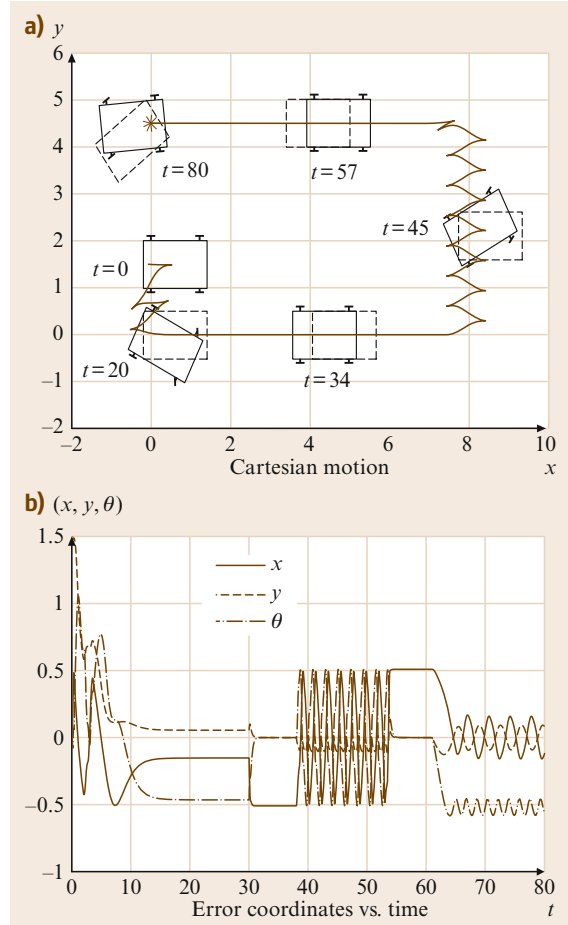 a) y
6
5
4
3
2
1
0
–1
–2
t = 80
t = 57
t = 45
t = 0
t = 20
t = 34
–2 0 2 4 6 8 10
Cartesian motion x
b) (x, y, θ)
1.5
1
0.5
0
–0.5
–1
x
y
θ
0 10 20 30 40 50 60 70 80
Error coordinates vs. time t